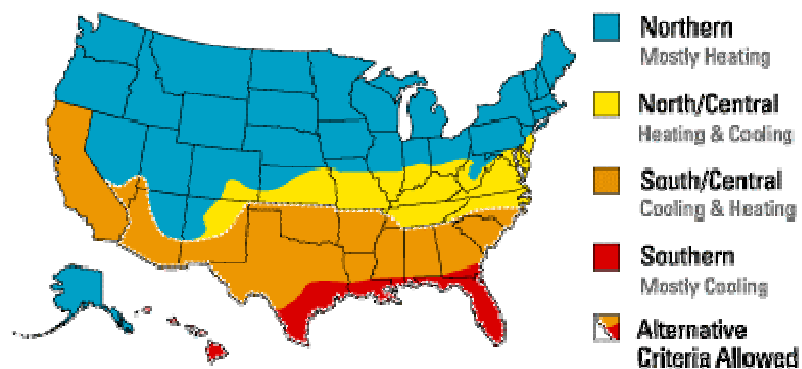 Northern
Mostly Heating
North/Central
Heating & Cooling
South/Central
Cooling & Heating
Southern
Mostly Cooling
Alternative
Criteria Allowed